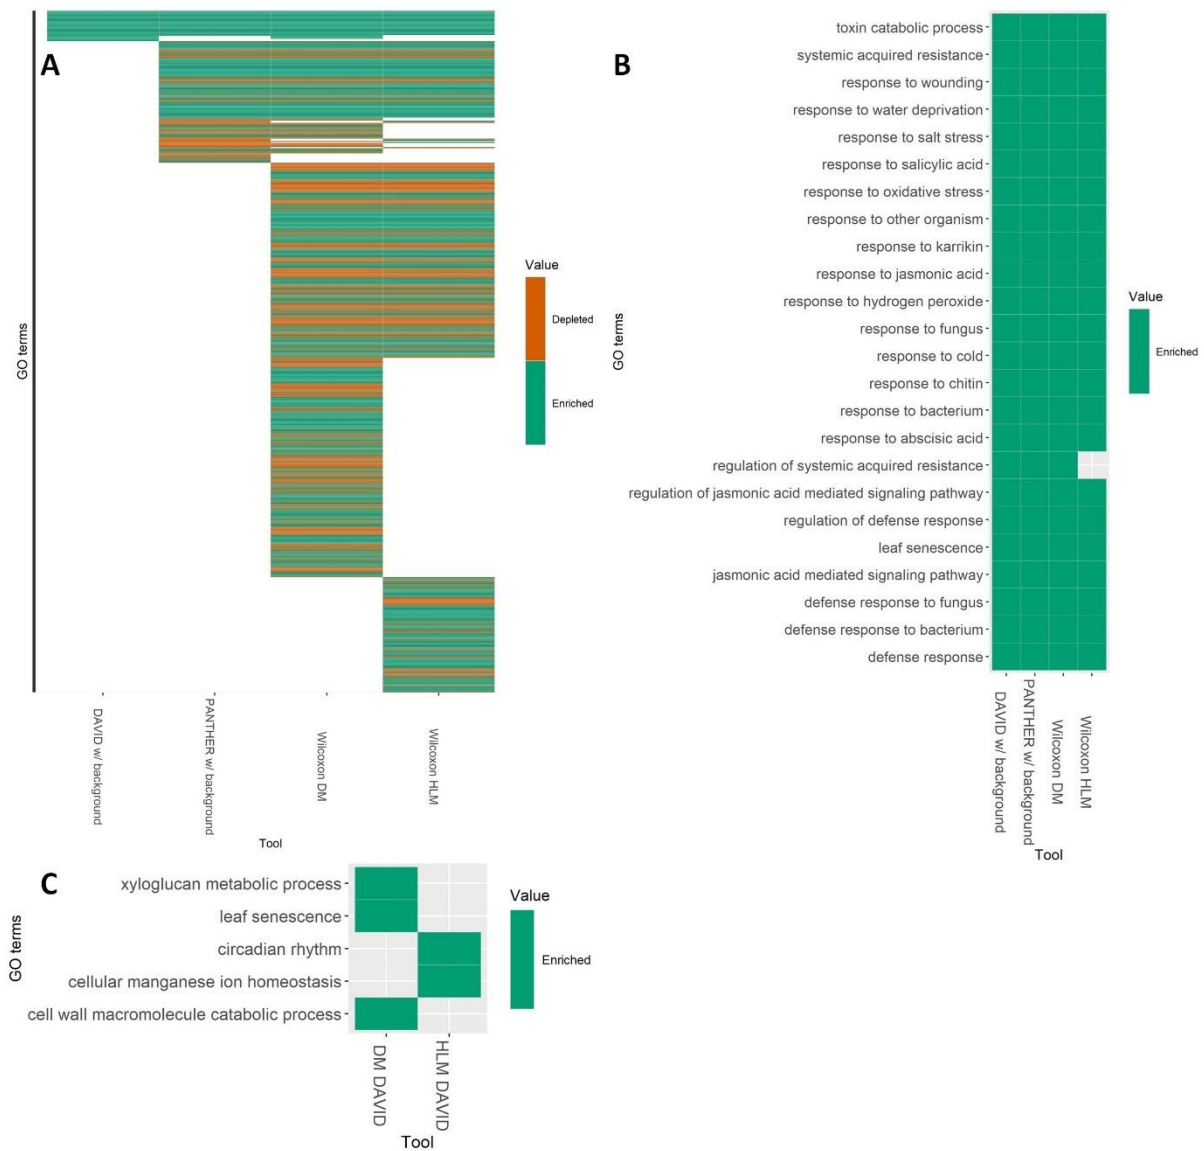 A
GO terms
Value
Depleted
Enriched
DAVID w/ background
PANTHER w/ background
Wilcoxon DM
Wilcoxon HLM
Tool
B
GO terms
toxin catabolic process
systemic acquired resistance
response to wounding
response to water deprivation
response to salt stress
response to salicylic acid
response to oxidative stress
response to other organism
response to karrikin
response to jasmonic acid
response to hydrogen peroxide
response to fungus
response to cold
response to chitin
response to bacterium
response to abscisic acid
regulation of systemic acquired resistance
regulation of jasmonic acid mediated signaling pathway
regulation of defense response
leaf senescence
jasmonic acid mediated signaling pathway
defense response to fungus
defense response to bacterium
defense response
Value
Enriched
DAVID w/ background
PANTHER w/ background
Wilcoxon DM
Wilcoxon HLM
Tool
C
GO terms
xyloglucan metabolic process
leaf senescence
circadian rhythm
cellular manganese ion homeostasis
cell wall macromolecule catabolic process
Value
Enriched
DM DAVID
HLM DAVID
Tool